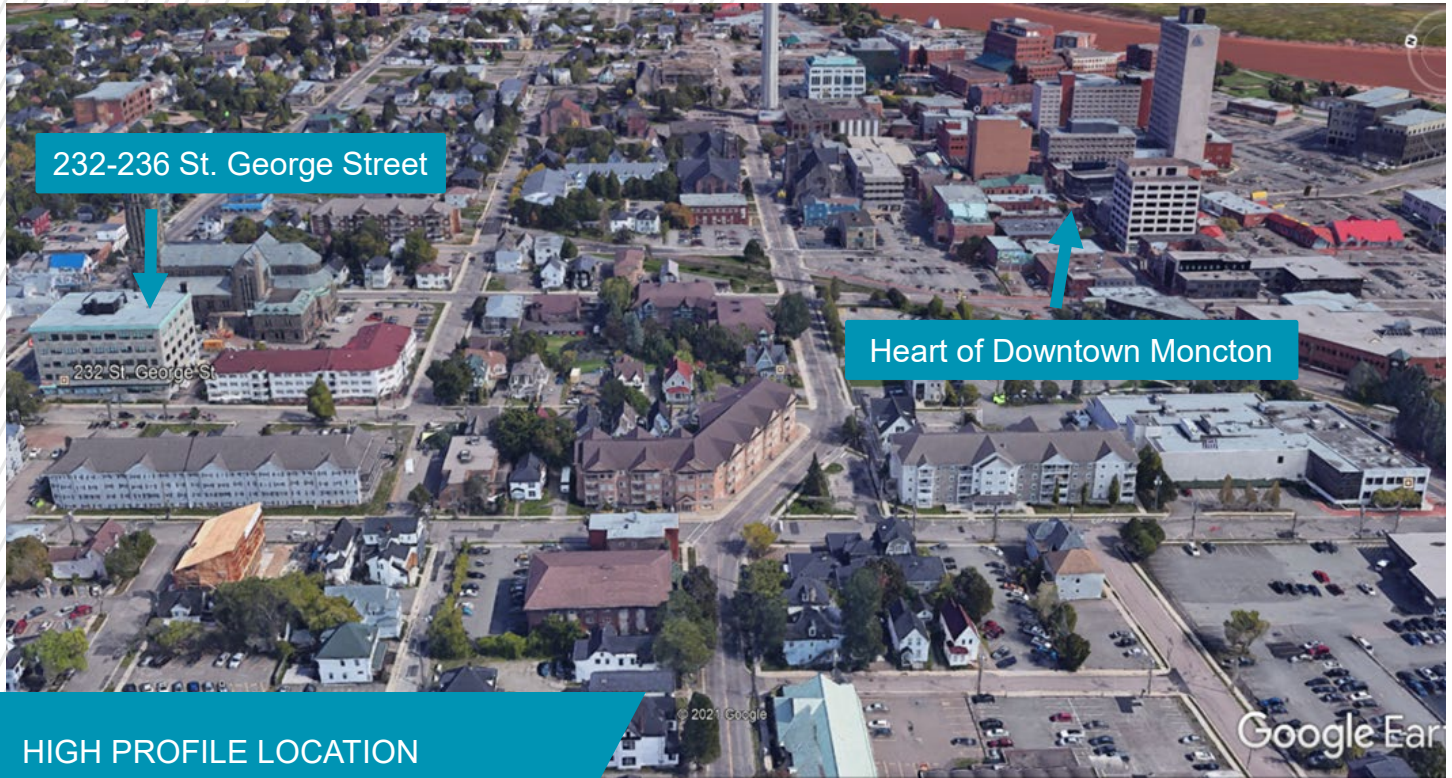 232-236 St. George Street
232 St. George St
Heart of Downtown Moncton
© 2021 Google
Google Ear
HIGH PROFILE LOCATION